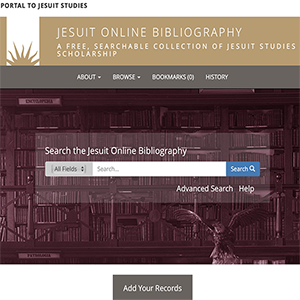 PORTAL TO JESUIT STUDIES
JESUIT ONLINE BIBLIOGRAPHY
A FREE, SEARCHABLE COLLECTION OF JESUIT STUDIES
SCHOLARSHIP
ABOUT BROWSE BOOKMARKS (0) HISTORY
Search the Jesuit Online Bibliography
All Fields Search... Search
Advanced Search Help
Add Your Records